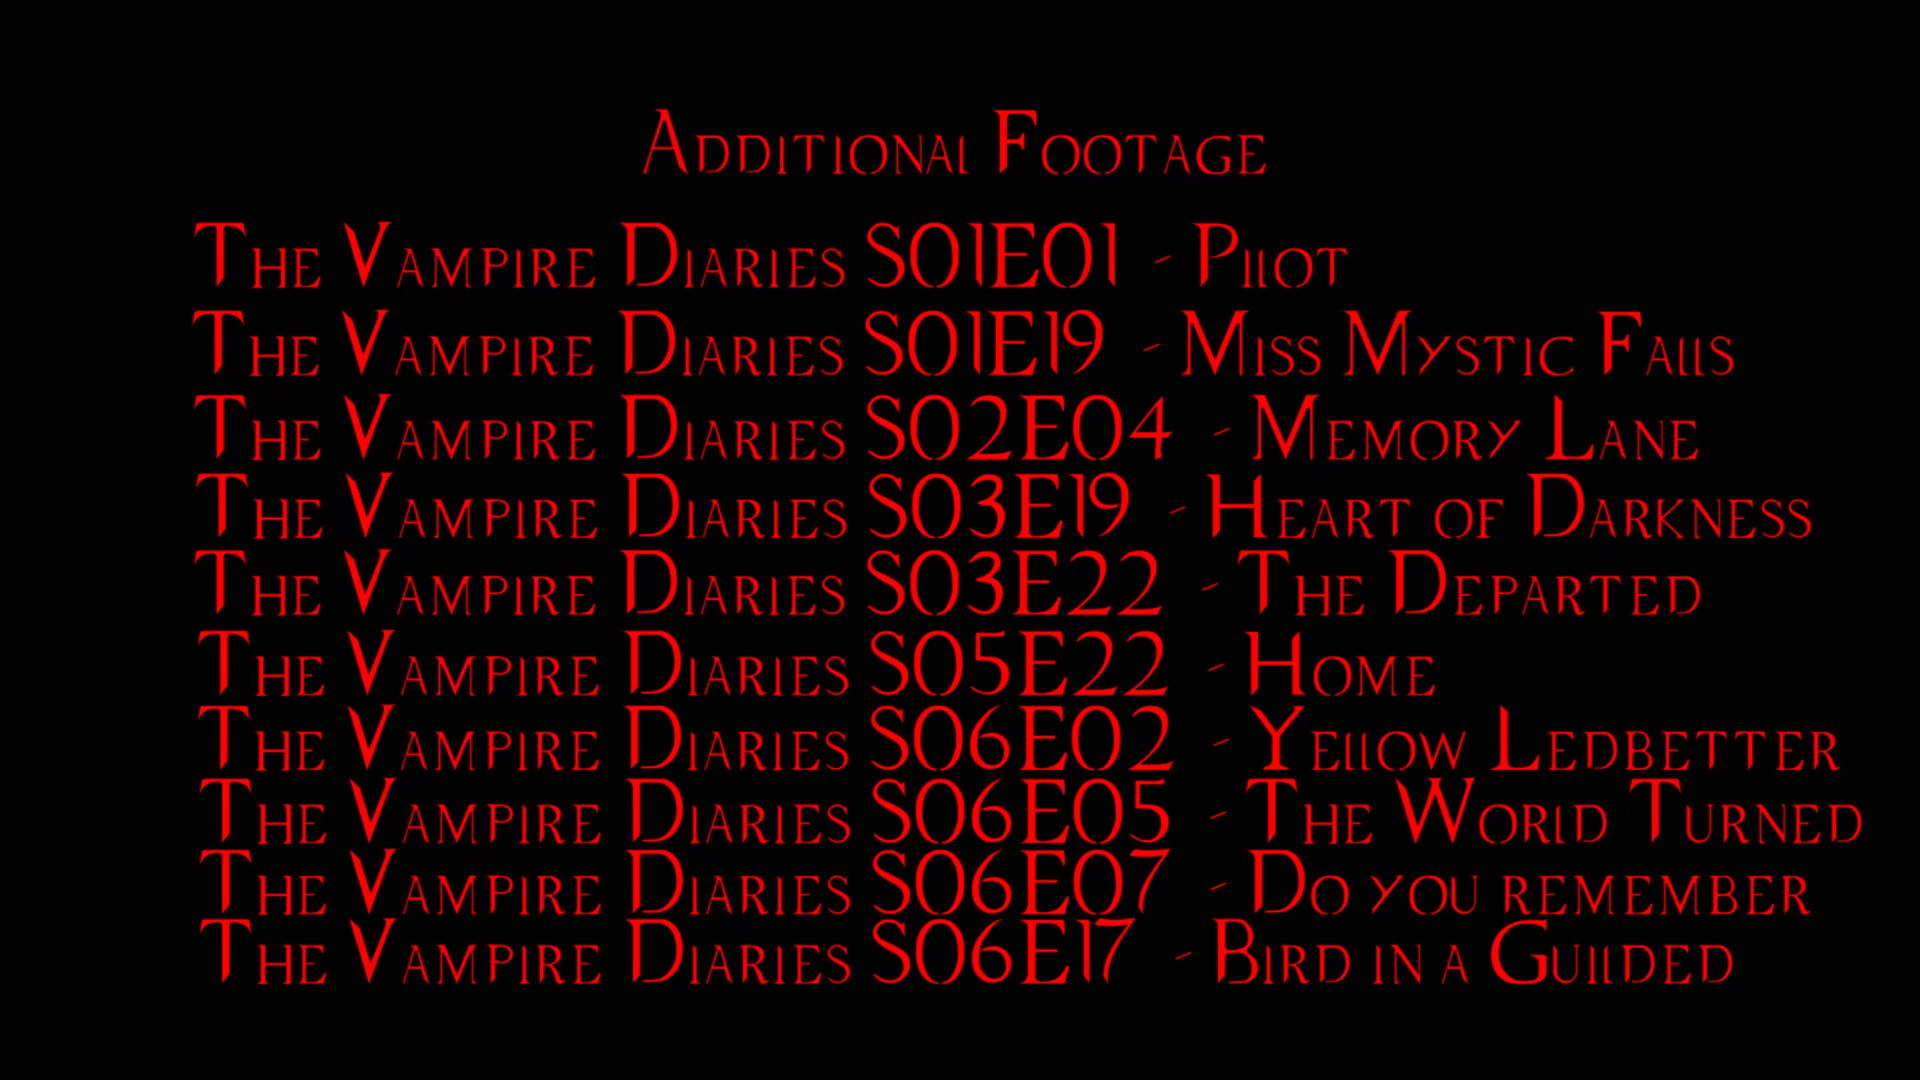 Additional Footage
The Vampire Diaries S01E01 - Pilot
The Vampire Diaries S01E19 - Miss Mystic Falls
The Vampire Diaries S02E04 - Memory Lane
The Vampire Diaries S03E19 - Heart of Darkness
The Vampire Diaries S03E22 - The Departed
The Vampire Diaries S05E22 - Home
The Vampire Diaries S06E02 - Yellow Ledbetter
The Vampire Diaries S06E05 - The World Turned
The Vampire Diaries S06E07 - Do you remember
The Vampire Diaries S06E17 - Bird in a Guilded